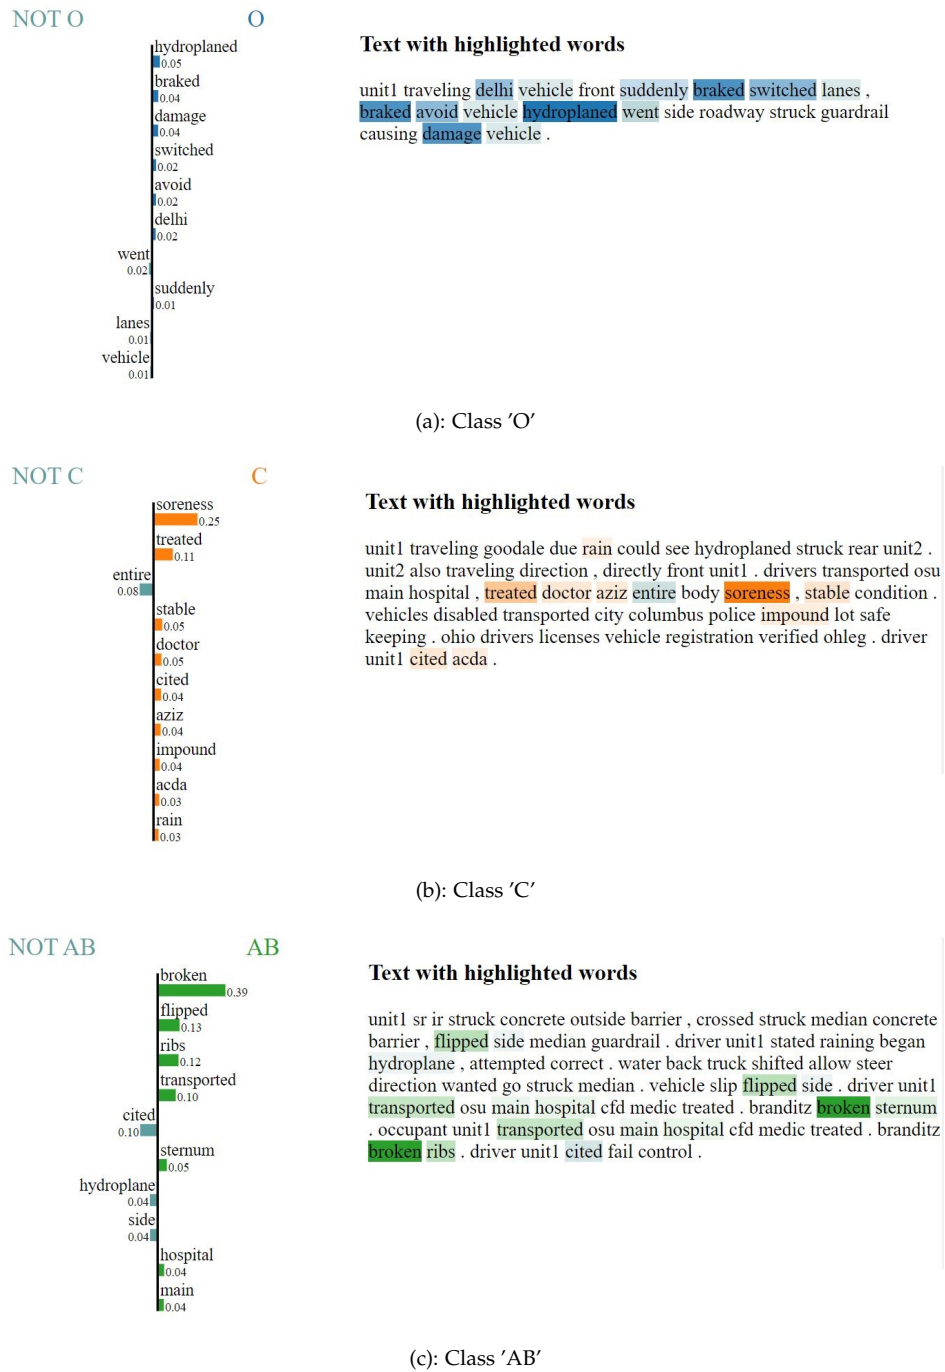 NOT O
O
hydroplaned
0.05
braked
0.04
damage
0.04
switched
0.02
avoid
0.02
delhi
0.02
went
0.02
suddenly
0.01
lanes
0.01
vehicle
0.01
Text with highlighted words
unit1 traveling delhi vehicle front suddenly braked switched lanes ,
braked avoid vehicle hydroplaned went side roadway struck guardrail
causing damage vehicle .
(a): Class 'O'
NOT C
C
soreness
0.25
treated
0.11
entire
0.08
stable
0.05
doctor
0.05
cited
0.04
aziz
0.04
impound
0.04
acda
0.03
rain
0.03
Text with highlighted words
unit1 traveling goodale due rain could see hydroplaned struck rear unit2 .
unit2 also traveling direction , directly front unit1 . drivers transported osu
main hospital , treated doctor aziz entire body soreness , stable condition .
vehicles disabled transported city columbus police impound lot safe
keeping . ohio drivers licenses vehicle registration verified ohleg . driver
unit1 cited acda .
(b): Class 'C'
NOT AB
AB
broken
0.39
flipped
0.13
ribs
0.12
transported
0.10
cited
0.10
sternum
0.05
hydroplane
0.04
side
0.04
hospital
0.04
main
0.04
Text with highlighted words
unit1 sr ir struck concrete outside barrier , crossed struck median concrete
barrier , flipped side median guardrail . driver unit1 stated raining began
hydroplane , attempted correct . water back truck shifted allow steer
direction wanted go struck median . vehicle slip flipped side . driver unit1
transported osu main hospital cfd medic treated . branditz broken sternum
. occupant unit1 transported osu main hospital cfd medic treated . branditz
broken ribs . driver unit1 cited fail control .
(c): Class 'AB'